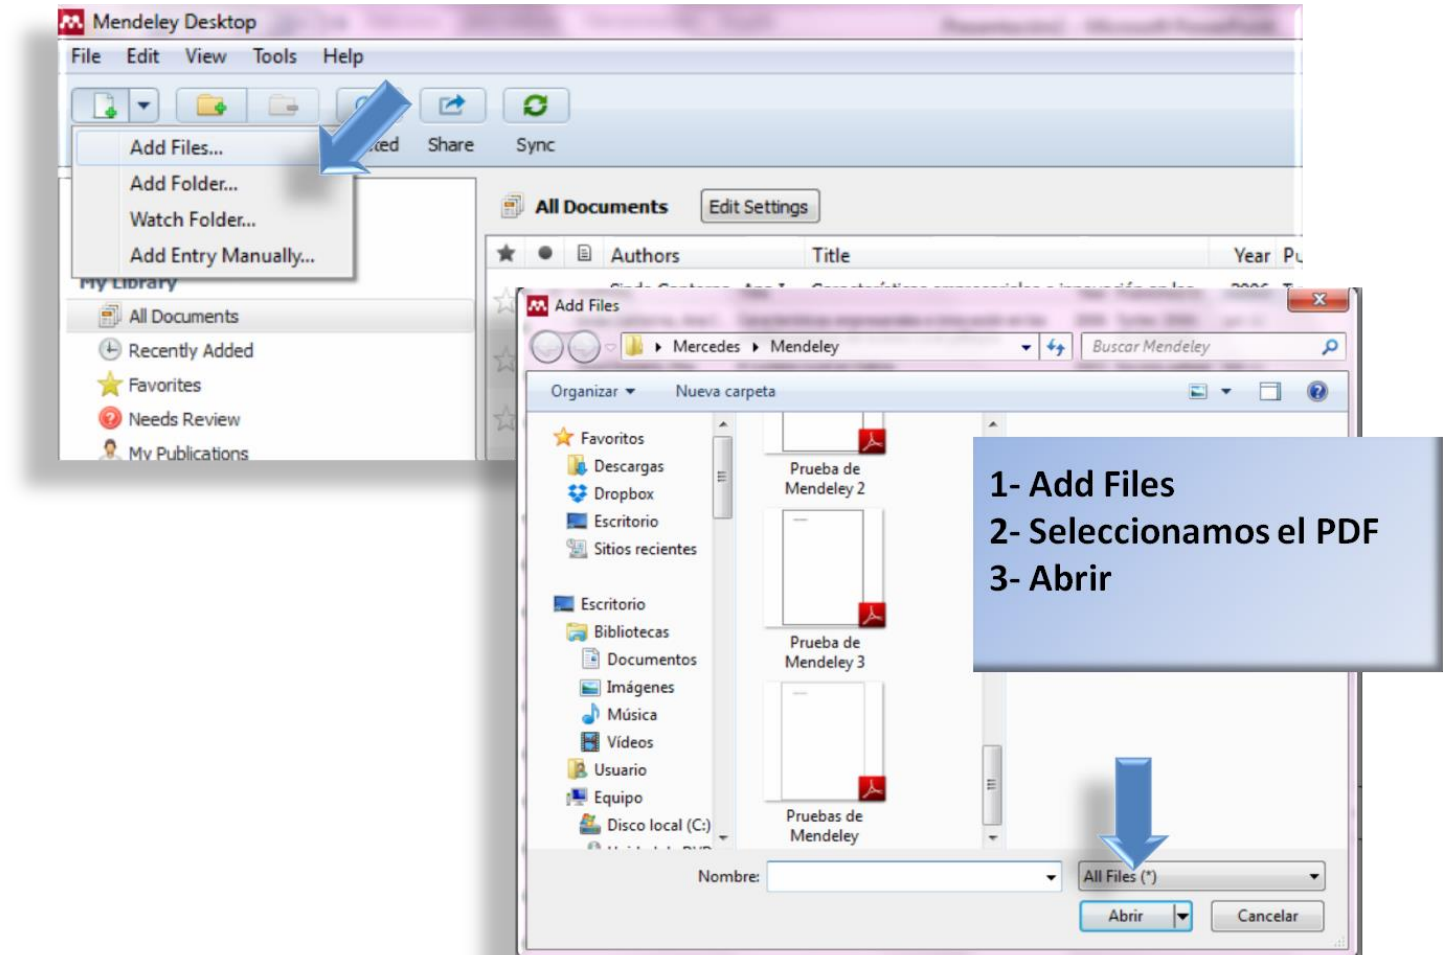 Mendeley Desktop
File Edit View Tools Help
Share Sync
Add Files...
Add Folder...
Watch Folder...
Add Entry Manually...
My Library
All Documents
Recently Added
Favorites
Needs Review
My Publications
All Documents Edit Settings
Authors Title Year
Add Files
Mercedes Mendeley Buscar Mendeley
Organizar Nueva carpeta
Favoritos
Descargas
Dropbox
Escritorio
Sitios recientes
Escritorio
Bibliotecas
Documentos
Imágenes
Música
Vídeos
Usuario
Equipo
Disco local (C:)
Prueba de
Mendeley 2
Prueba de
Mendeley 3
Pruebas de
Mendeley
1- Add Files
2- Seleccionamos el PDF
3- Abrir
Nombre: All Files (*)
Abrir Cancelar